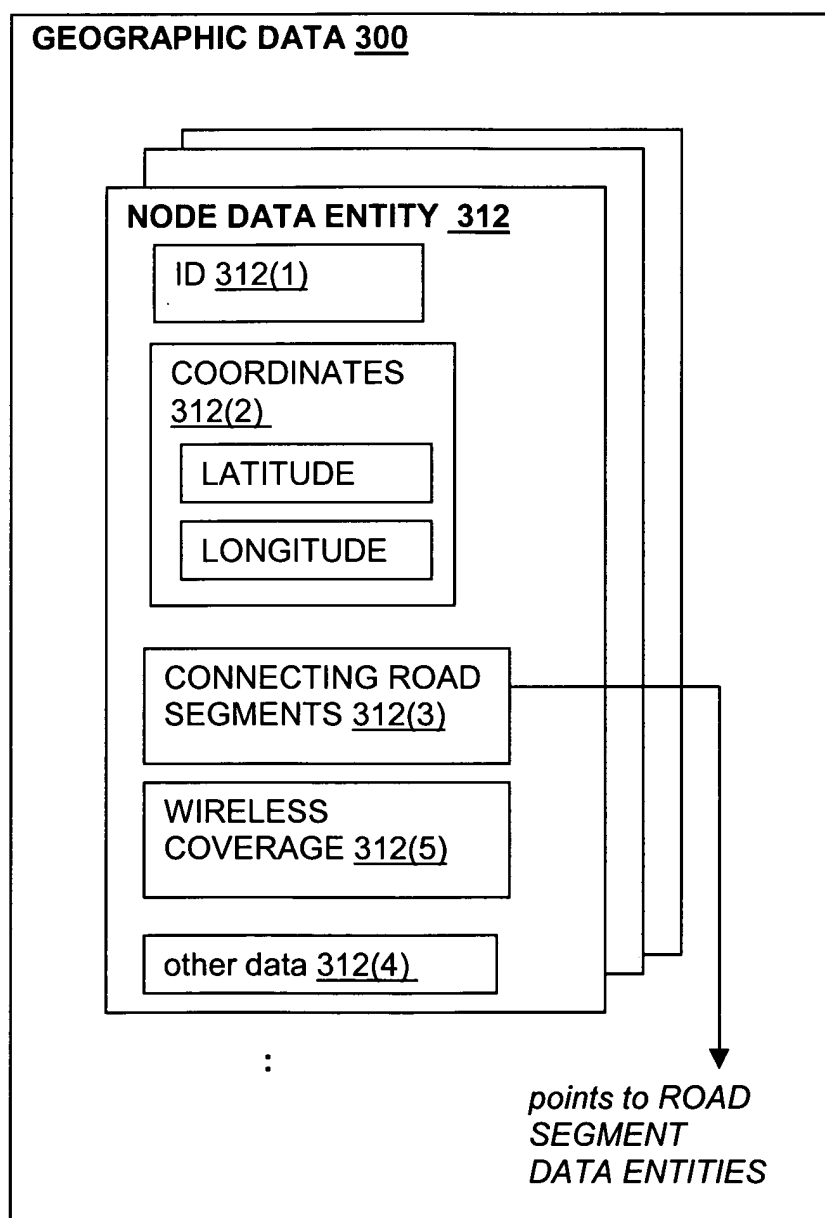 GEOGRAPHIC DATA 300
NODE DATA ENTITY 312
ID 312(1)
COORDINATES
312(2)
LATITUDE
LONGITUDE
CONNECTING ROAD
SEGMENTS 312(3)
WIRELESS
COVERAGE 312(5)
other data 312(4)
:
points to ROAD
SEGMENT
DATA ENTITIES